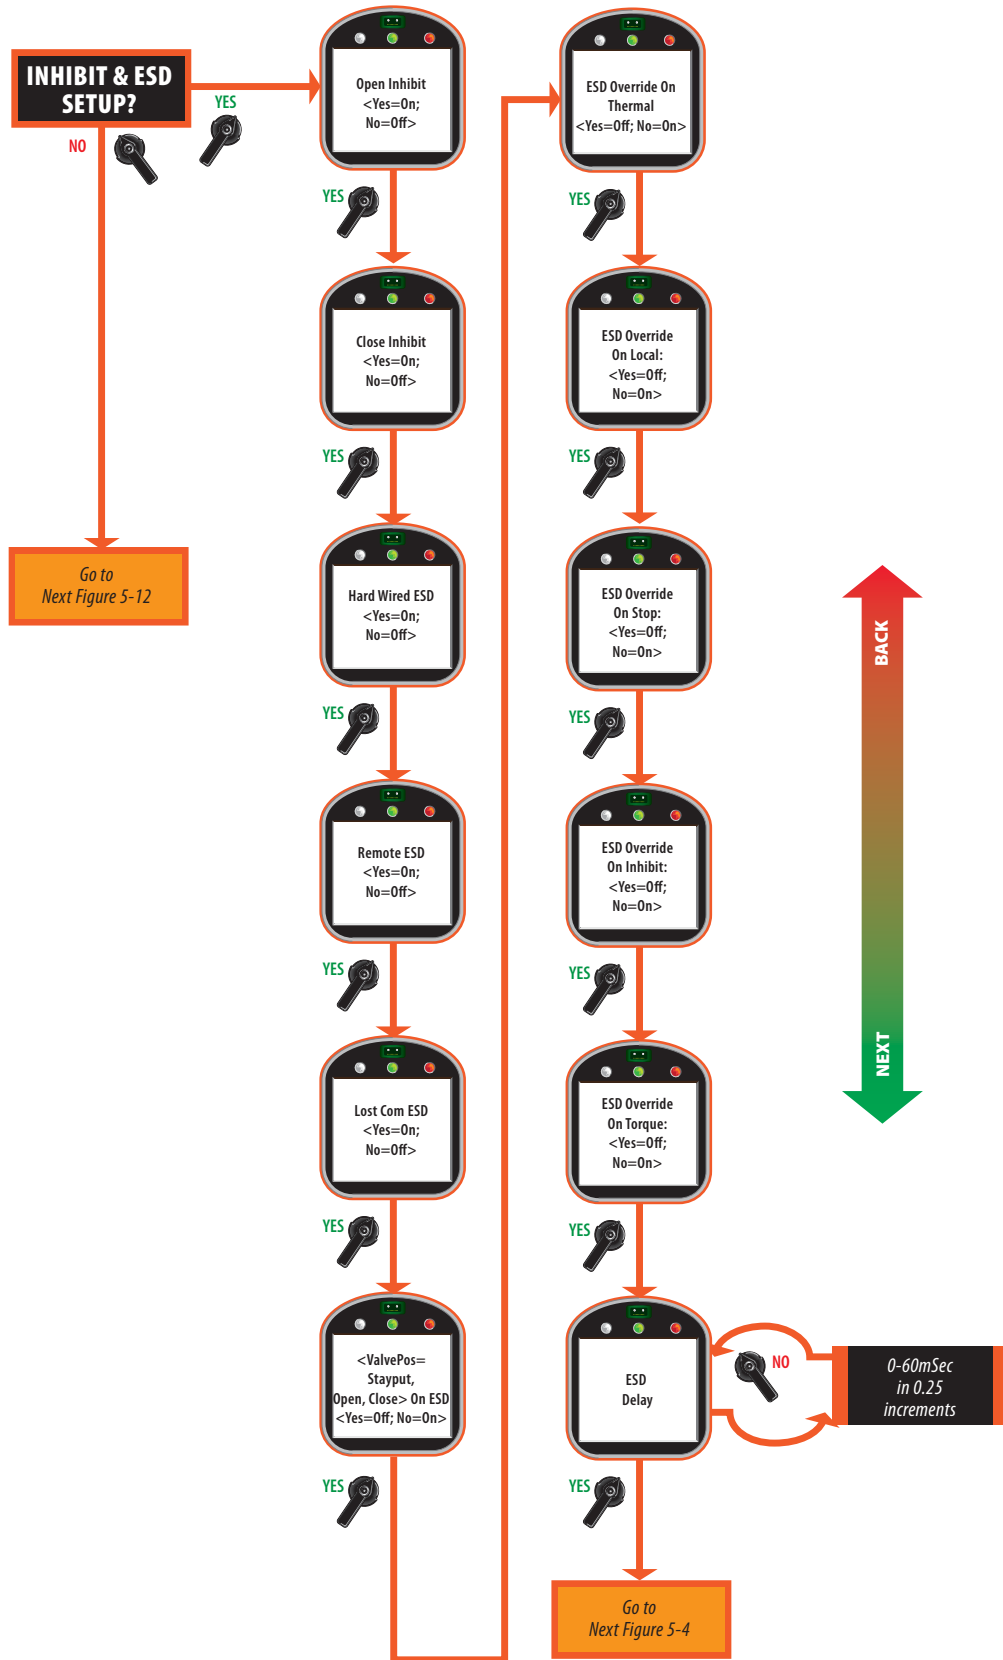 INHIBIT & ESD
SETUP?
YES
NO
Go to
Next Figure 5-12
Open Inhibit
<Yes=On;
No=Off>
YES
Close Inhibit
<Yes=On;
No=Off>
YES
Hard Wired ESD
<Yes=On;
No=Off>
YES
Remote ESD
<Yes=On;
No=Off>
YES
Lost Com ESD
<Yes=On;
No=Off>
YES
<ValvePos=
Stayput,
Open, Close> On ESD
<Yes=Off; No=On>
YES
ESD Override On
Thermal
<Yes=Off; No=On>
YES
ESD Override
On Local:
<Yes=Off;
No=On>
YES
ESD Override
On Stop:
<Yes=Off;
No=On>
YES
ESD Override
On Inhibit:
<Yes=Off;
No=On>
YES
ESD Override
On Torque:
<Yes=Off;
No=On>
YES
ESD
Delay
NO
0-60mSec
in 0.25
increments
YES
Go to
Next Figure 5-4
BACK
NEXT